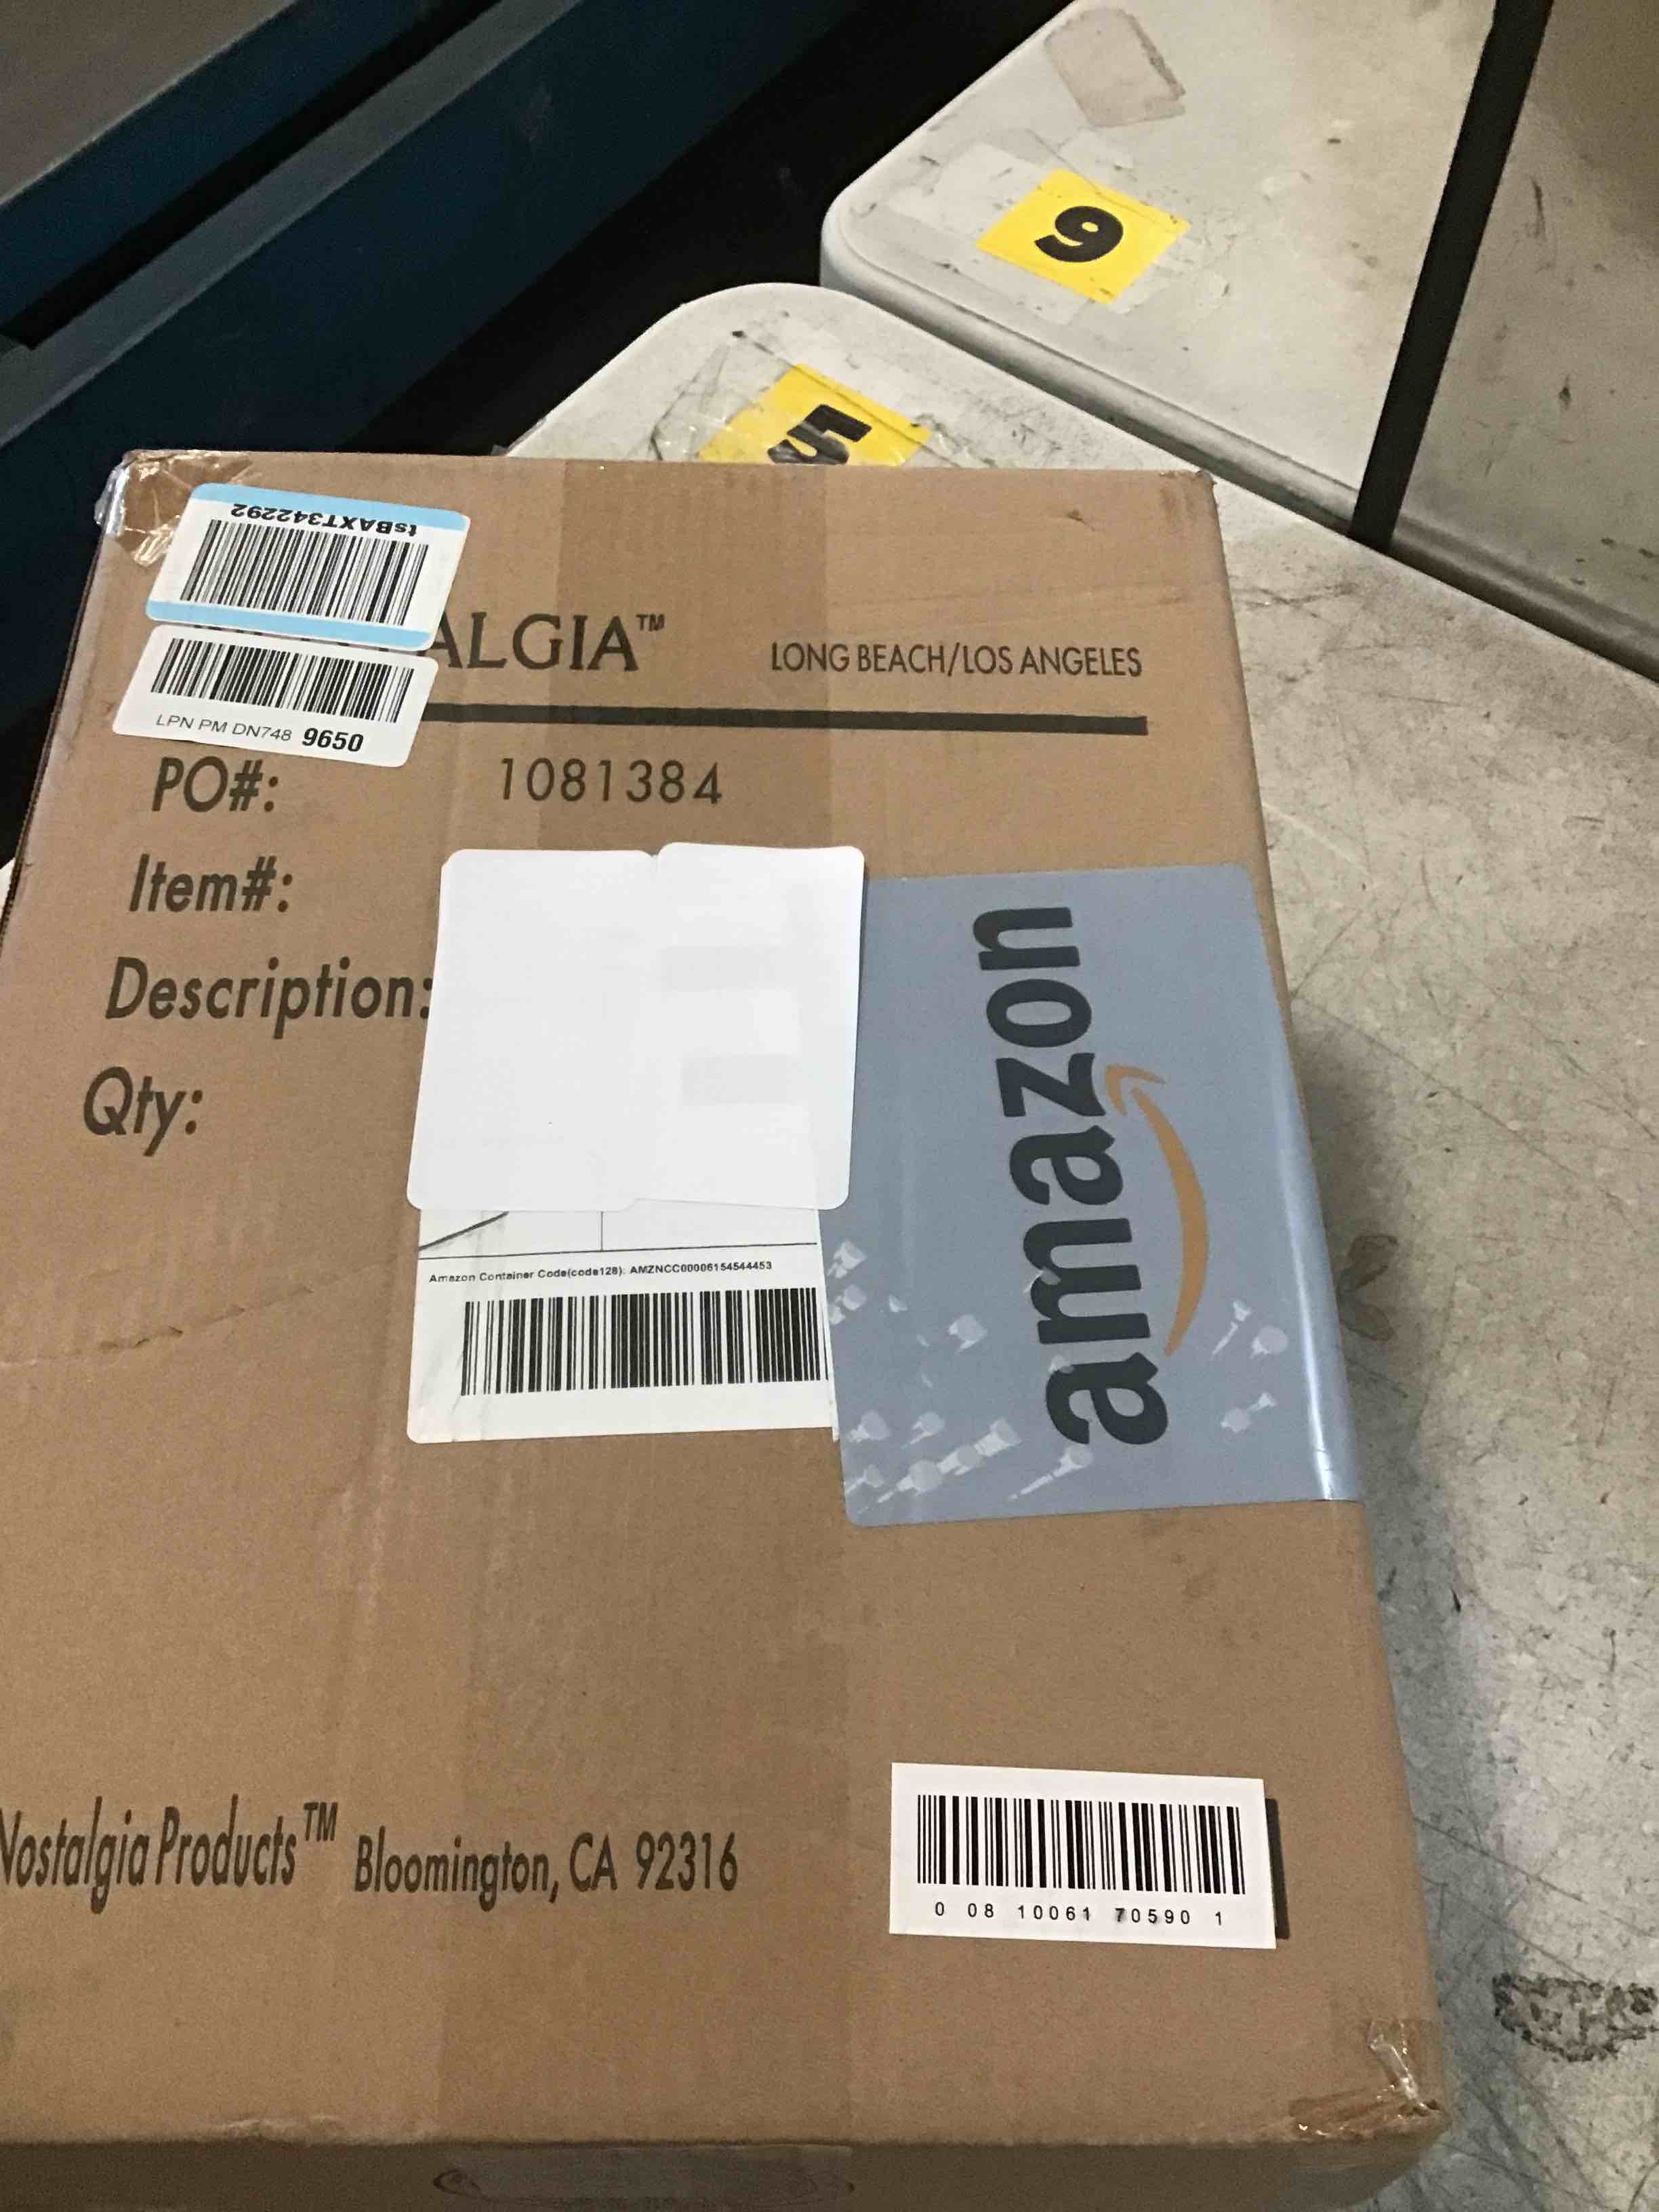 9
5
tsBAXT342292
ALGIA™
LONG BEACH/LOS ANGELES
LPN PM DN748 9650
PO#: 1081384
Item#:
Description:
Qty:
amazon
Amazon Container Code(code128): AMZNCC00006154544453
Nostalgia Products™ Bloomington, CA 92316
0 08 10061 70590 1